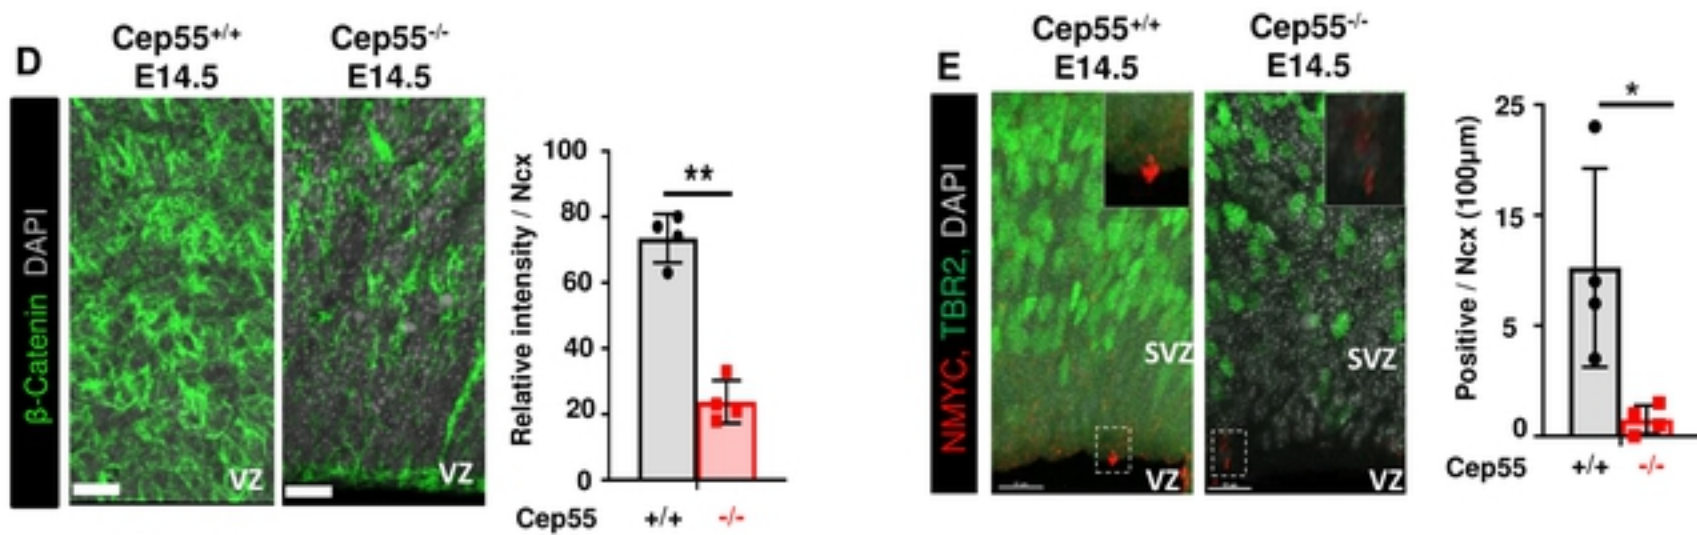 D
Cep55+/+
E14.5
Cep55-/-
E14.5
β-Catenin DAPI
VZ
VZ
Relative intensity / Ncx
100
80
60
40
20
0
**
Cep55
+/+
-/-
E
Cep55+/+
E14.5
Cep55-/-
E14.5
NMYC, TBR2, DAPI
SVZ
VZ
SVZ
VZ
Positive / Ncx (100µm)
25
15
5
0
*
Cep55
+/+
-/-